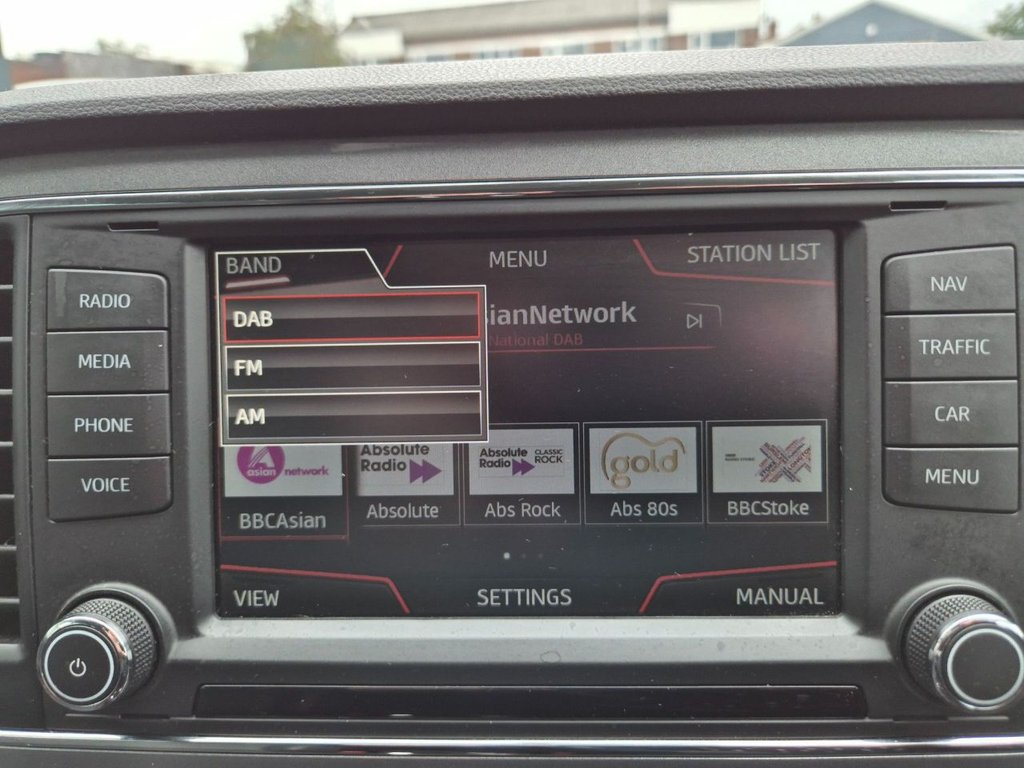 BAND
MENU
STATION LIST
RADIO
MEDIA
PHONE
VOICE
DAB
FM
AM
sianNetwork
National DAB
asian network
Absolute
Radio
Absolute
Radio
CLASSIC
ROCK
gold
BBCAsian
Absolute
Abs Rock
Abs 80s
BBCStoke
VIEW
SETTINGS
MANUAL
NAV
TRAFFIC
CAR
MENU